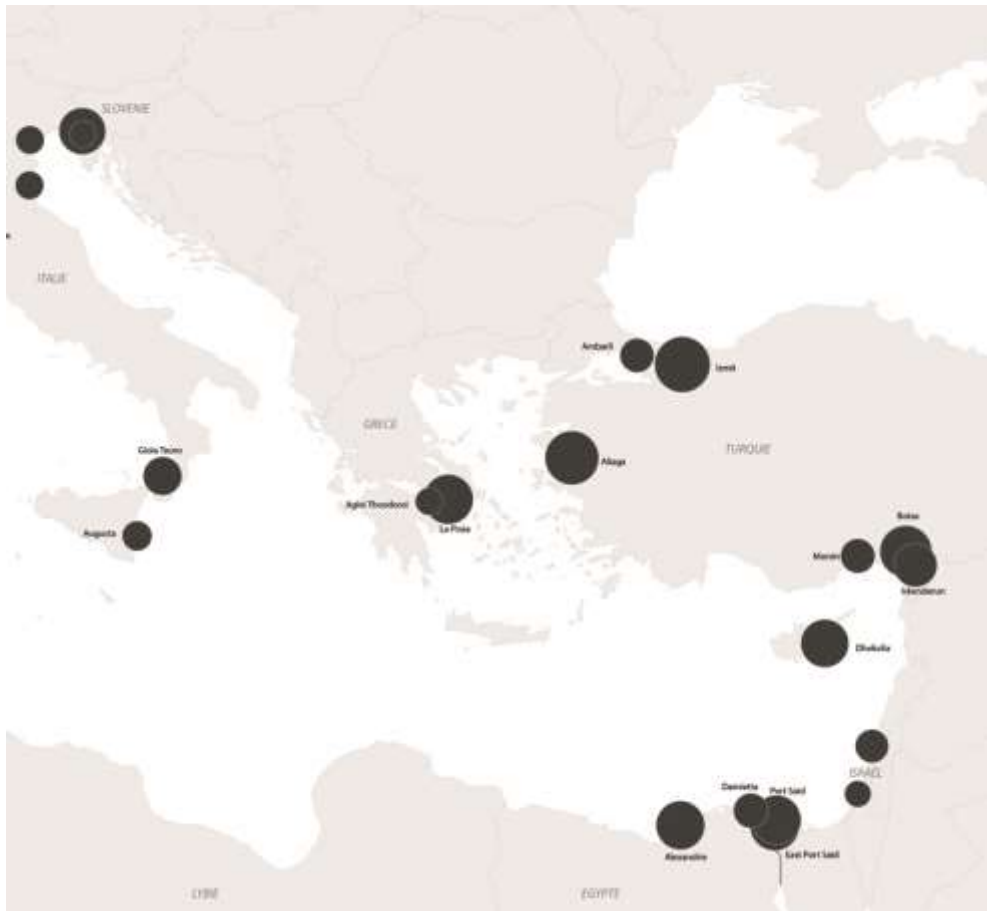 SLOVENIE
ITALIE
Ambarli
Izmit
GRECE
TURQUIE
Gioia Tauro
Aliaga
Agioi Theodoroi
Le Pirée
Augusta
Botas
Mersin
Iskenderun
Dhekelia
ISRAEL
Damietta
Port Said
Alexandrie
East Port Said
LYBIE
EGYPTE